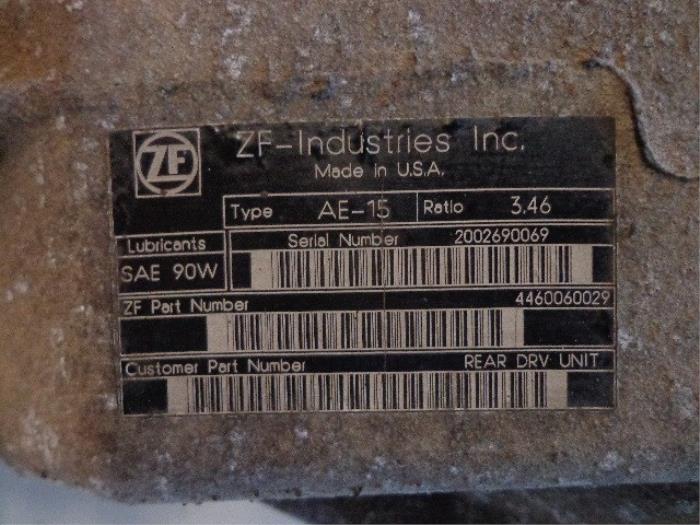 ZF
ZF-Industries Inc.
Made in U.S.A.
Type AE-15 Ratio 3.46
Lubricants
SAE 90W
Serial Number 2002690069
ZF Part Number 4460060029
Customer Part Number REAR DRV UNIT